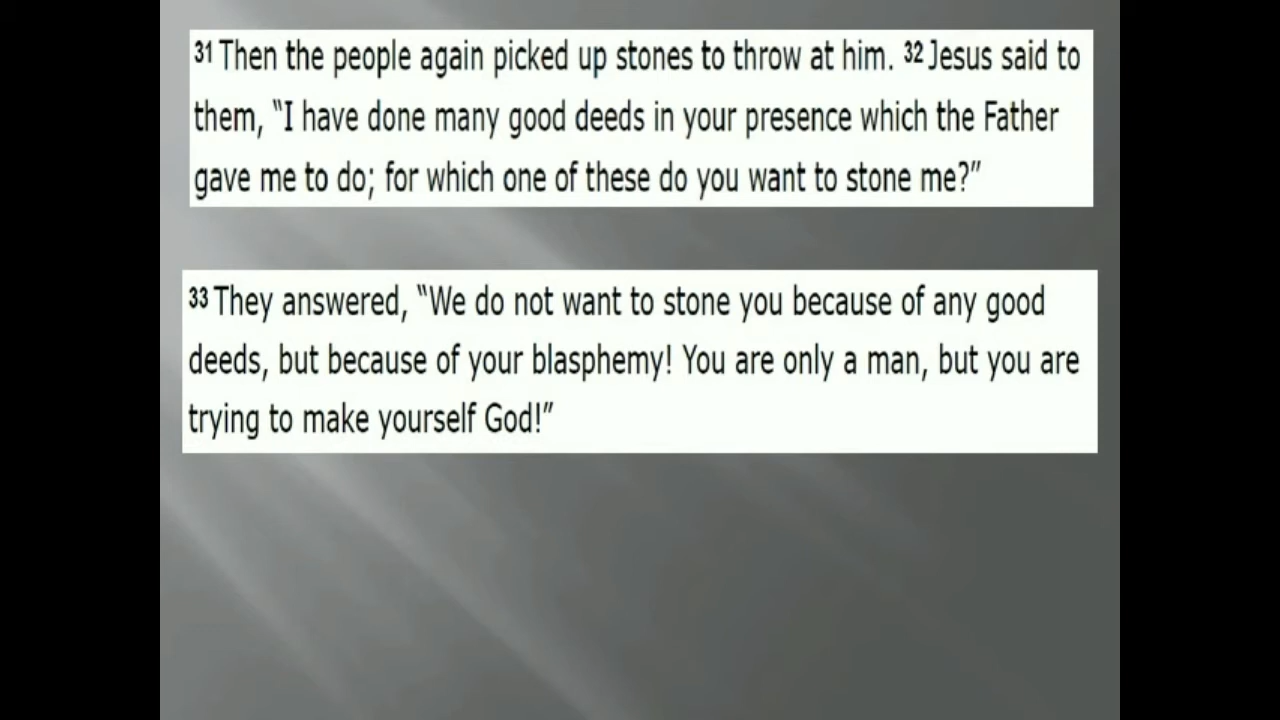 31 Then the people again picked up stones to throw at him. 32 Jesus said to
them, “I have done many good deeds in your presence which the Father
gave me to do; for which one of these do you want to stone me?”
33 They answered, “We do not want to stone you because of any good
deeds, but because of your blasphemy! You are only a man, but you are
trying to make yourself God!”